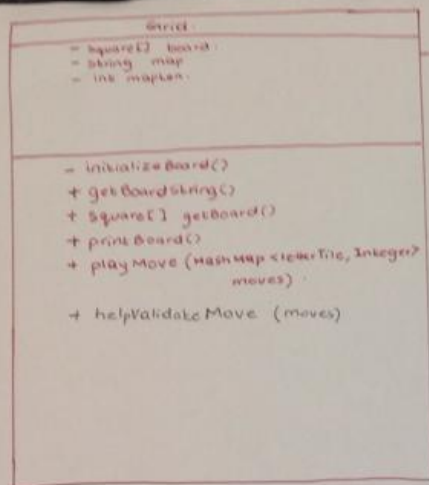 Grid
- Square[] board
- String map
- int maplen
- initializeBoard()
+ getBoardString()
+ Square[] getBoard()
+ printBoard()
+ playMove (HashMap <letterTile, Integer>
moves)
+ helpValidateMove (moves)